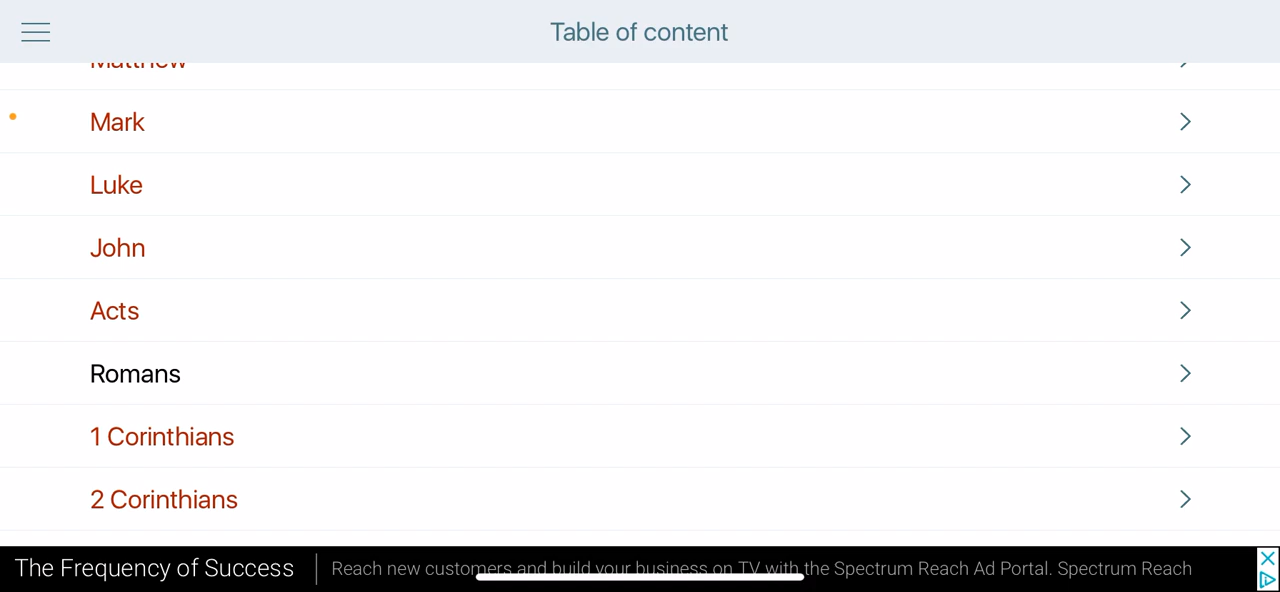 Table of content
Matthew
Mark
Luke
John
Acts
Romans
1 Corinthians
2 Corinthians
The Frequency of Success
Reach new customers and build your business on TV with the Spectrum Reach Ad Portal. Spectrum Reach